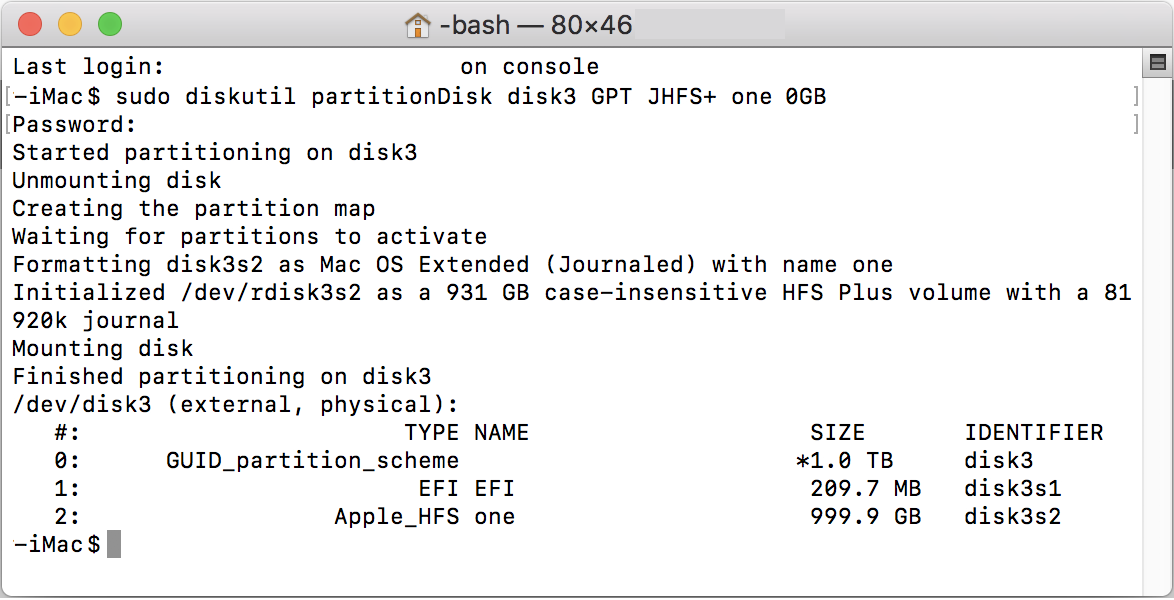 -bash — 80×46
Last login: on console
-iMac$ sudo diskutil partitionDisk disk3 GPT JHFS+ one 0GB
Password:
Started partitioning on disk3
Unmounting disk
Creating the partition map
Waiting for partitions to activate
Formatting disk3s2 as Mac OS Extended (Journaled) with name one
Initialized /dev/rdisk3s2 as a 931 GB case-insensitive HFS Plus volume with a 81
920k journal
Mounting disk
Finished partitioning on disk3
/dev/disk3 (external, physical):
#: TYPE NAME SIZE IDENTIFIER
0: GUID_partition_scheme *1.0 TB disk3
1: EFI EFI 209.7 MB disk3s1
2: Apple_HFS one 999.9 GB disk3s2
-iMac$